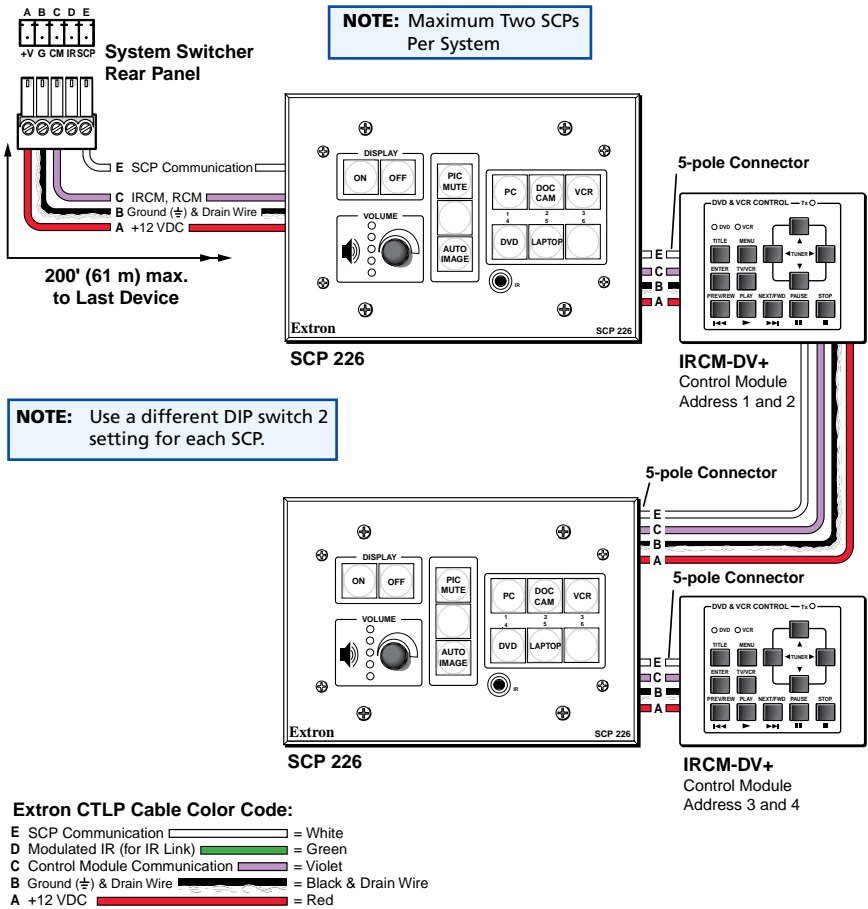 A B C D E
+V G CM IR SCP
System Switcher
Rear Panel
NOTE: Maximum Two SCPs
Per System
E SCP Communication
C IRCM, RCM
B Ground (⏚) & Drain Wire
A +12 VDC
200' (61 m) max.
to Last Device
DISPLAY
ON OFF
VOLUME
PIC
MUTE
AUTO
IMAGE
PC DOC
CAM VCR
1 2 3
4 5 6
DVD LAPTOP
IR
Extron
SCP 226
SCP 226
5-pole Connector
E
C
B
A
DVD & VCR CONTROL Tx
DVD VCR
TITLE MENU
TUNER
ENTER TV/VCR
PREV/REW PLAY NEXT/FWD PAUSE STOP
IRCM-DV+
Control Module
Address 1 and 2
NOTE: Use a different DIP switch 2
setting for each SCP.
5-pole Connector
E
C
B
A
DISPLAY
ON OFF
VOLUME
PIC
MUTE
AUTO
IMAGE
PC DOC
CAM VCR
1 2 3
4 5 6
DVD LAPTOP
IR
Extron
SCP 226
SCP 226
5-pole Connector
E
C
B
A
DVD & VCR CONTROL Tx
DVD VCR
TITLE MENU
TUNER
ENTER TV/VCR
PREV/REW PLAY NEXT/FWD PAUSE STOP
IRCM-DV+
Control Module
Address 3 and 4
Extron CTLP Cable Color Code:
E SCP Communication = White
D Modulated IR (for IR Link) = Green
C Control Module Communication = Violet
B Ground (⏚) & Drain Wire = Black & Drain Wire
A +12 VDC = Red